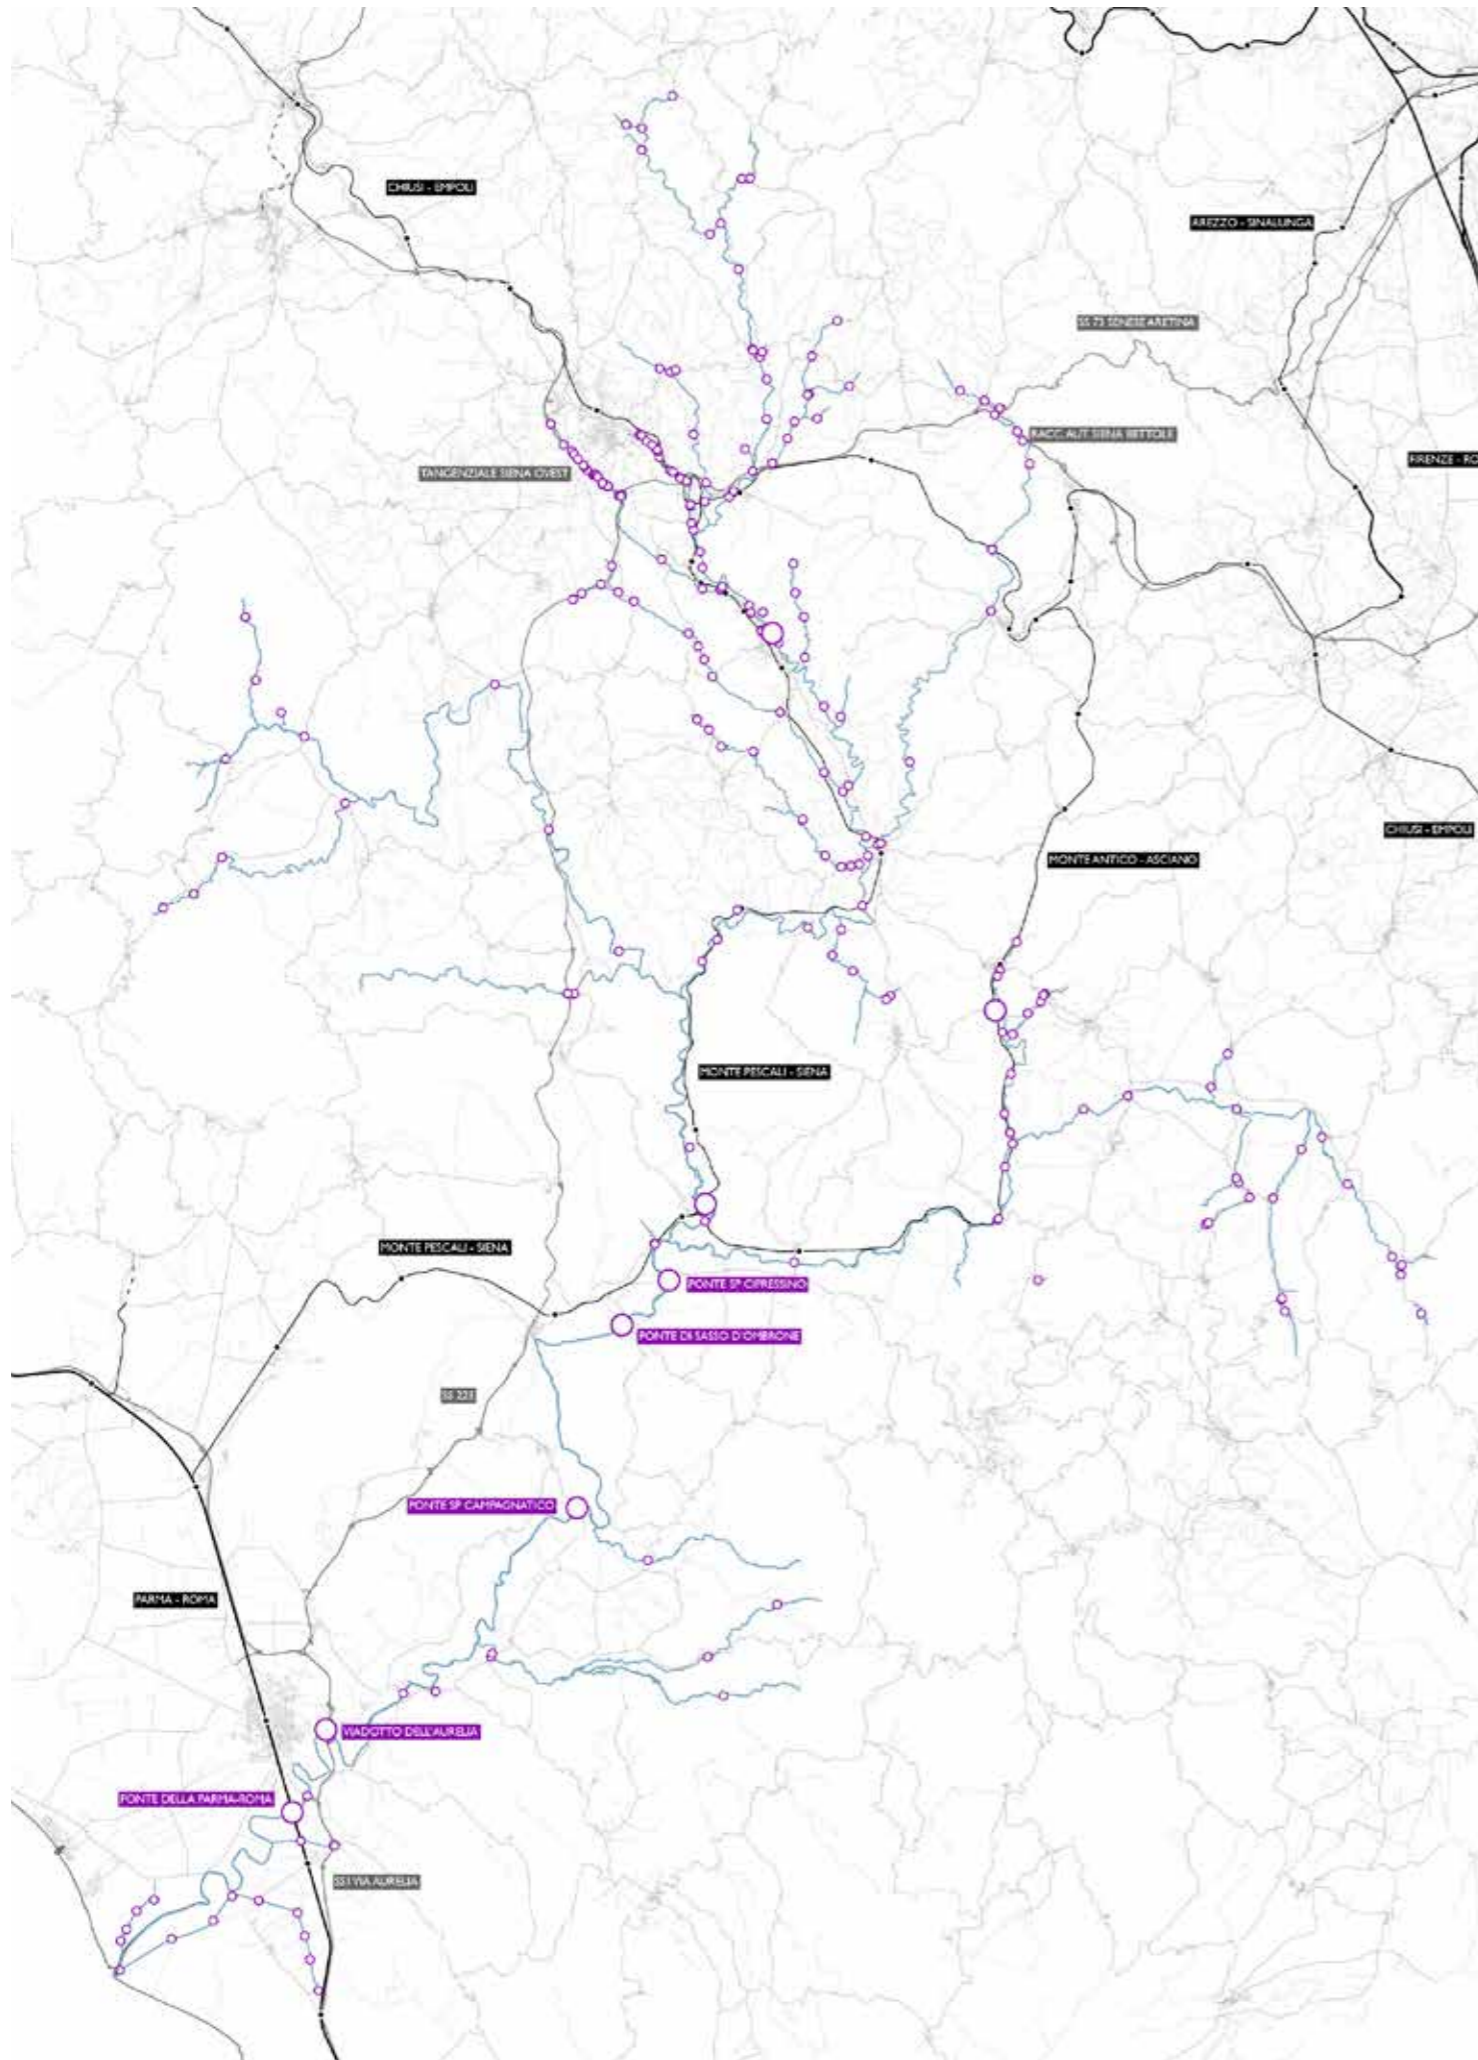 CHIUSI - EMPOLI
AREZZO - SINALUNGA
SS 73 SENESE ARETINA
RACC. AUT. SIENA BETTOLE
TANGENZIALE SIENA OVEST
FIRENZE - RO
CHIUSI - EMPOLI
MONTE ANTICO - ASCIANO
MONTE PESCALI - SIENA
MONTE PESCALI - SIENA
PONTE SP CIPRESSINO
PONTE DI SASSO D'OMBRONE
SS 223
PONTE SP CAMPAGNATICO
PARMA - ROMA
VIADOTTO DELL'AURELIA
PONTE DELLA PARMA-ROMA
SS1 VIA AURELIA